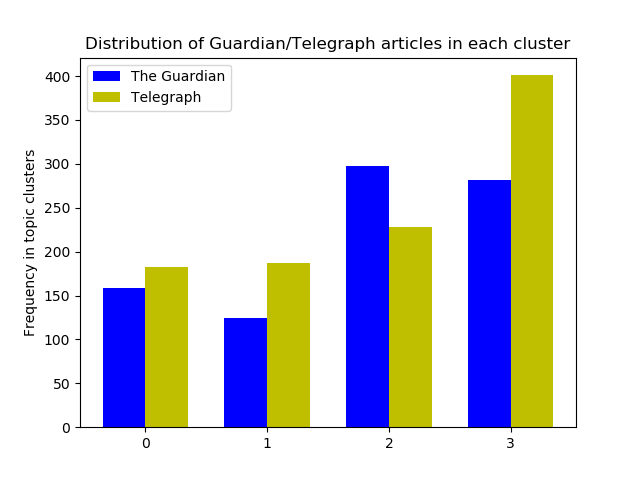 Distribution of Guardian/Telegraph articles in each cluster
The Guardian
Telegraph
Frequency in topic clusters
400
350
300
250
200
150
100
50
0
0 1 2 3